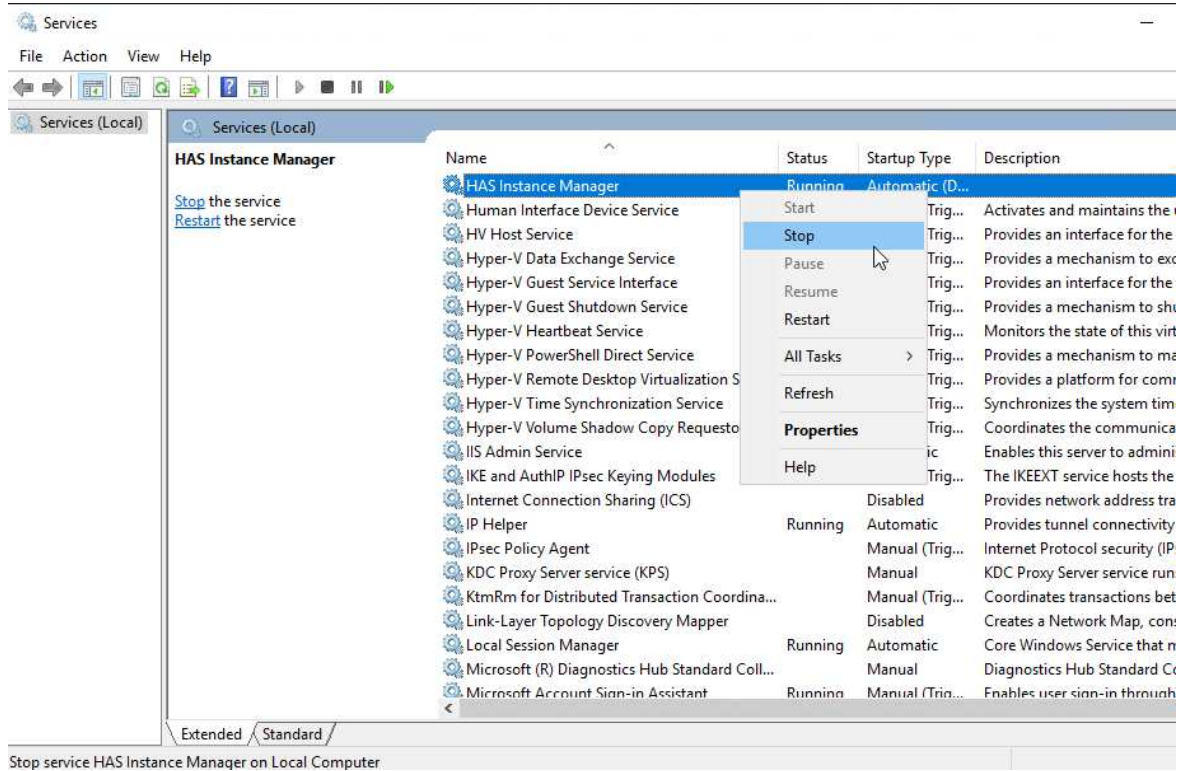 Services
File Action View Help
Services (Local)
Services (Local)
HAS Instance Manager
Stop the service
Restart the service
Name Status Startup Type Description
HAS Instance Manager Running Automatic (D...
Human Interface Device Service Trig... Activates and maintains the
HV Host Service Trig... Provides an interface for the
Hyper-V Data Exchange Service Trig... Provides a mechanism to exc
Hyper-V Guest Service Interface Trig... Provides an interface for the
Hyper-V Guest Shutdown Service Trig... Provides a mechanism to shu
Hyper-V Heartbeat Service Trig... Monitors the state of this virt
Hyper-V PowerShell Direct Service Trig... Provides a mechanism to ma
Hyper-V Remote Desktop Virtualization S Trig... Provides a platform for com
Hyper-V Time Synchronization Service Trig... Synchronizes the system tim
Hyper-V Volume Shadow Copy Requesto Trig... Coordinates the communica
IIS Admin Service ic Enables this server to admini
IKE and AuthIP IPsec Keying Modules Trig... The IKEEXT service hosts the
Internet Connection Sharing (ICS) Disabled Provides network address tra
IP Helper Running Automatic Provides tunnel connectivity
IPsec Policy Agent Manual (Trig... Internet Protocol security (IP
KDC Proxy Server service (KPS) Manual KDC Proxy Server service run
KtmRm for Distributed Transaction Coordina... Manual (Trig... Coordinates transactions bet
Link-Layer Topology Discovery Mapper Disabled Creates a Network Map, cons
Local Session Manager Running Automatic Core Windows Service that m
Microsoft (R) Diagnostics Hub Standard Coll... Manual Diagnostics Hub Standard Co
Microsoft Account Sign-in Assistant Running Manual (Trig... Enables user sign-in through
Start
Stop
Pause
Resume
Restart
All Tasks >
Refresh
Properties
Help
Extended Standard
Stop service HAS Instance Manager on Local Computer